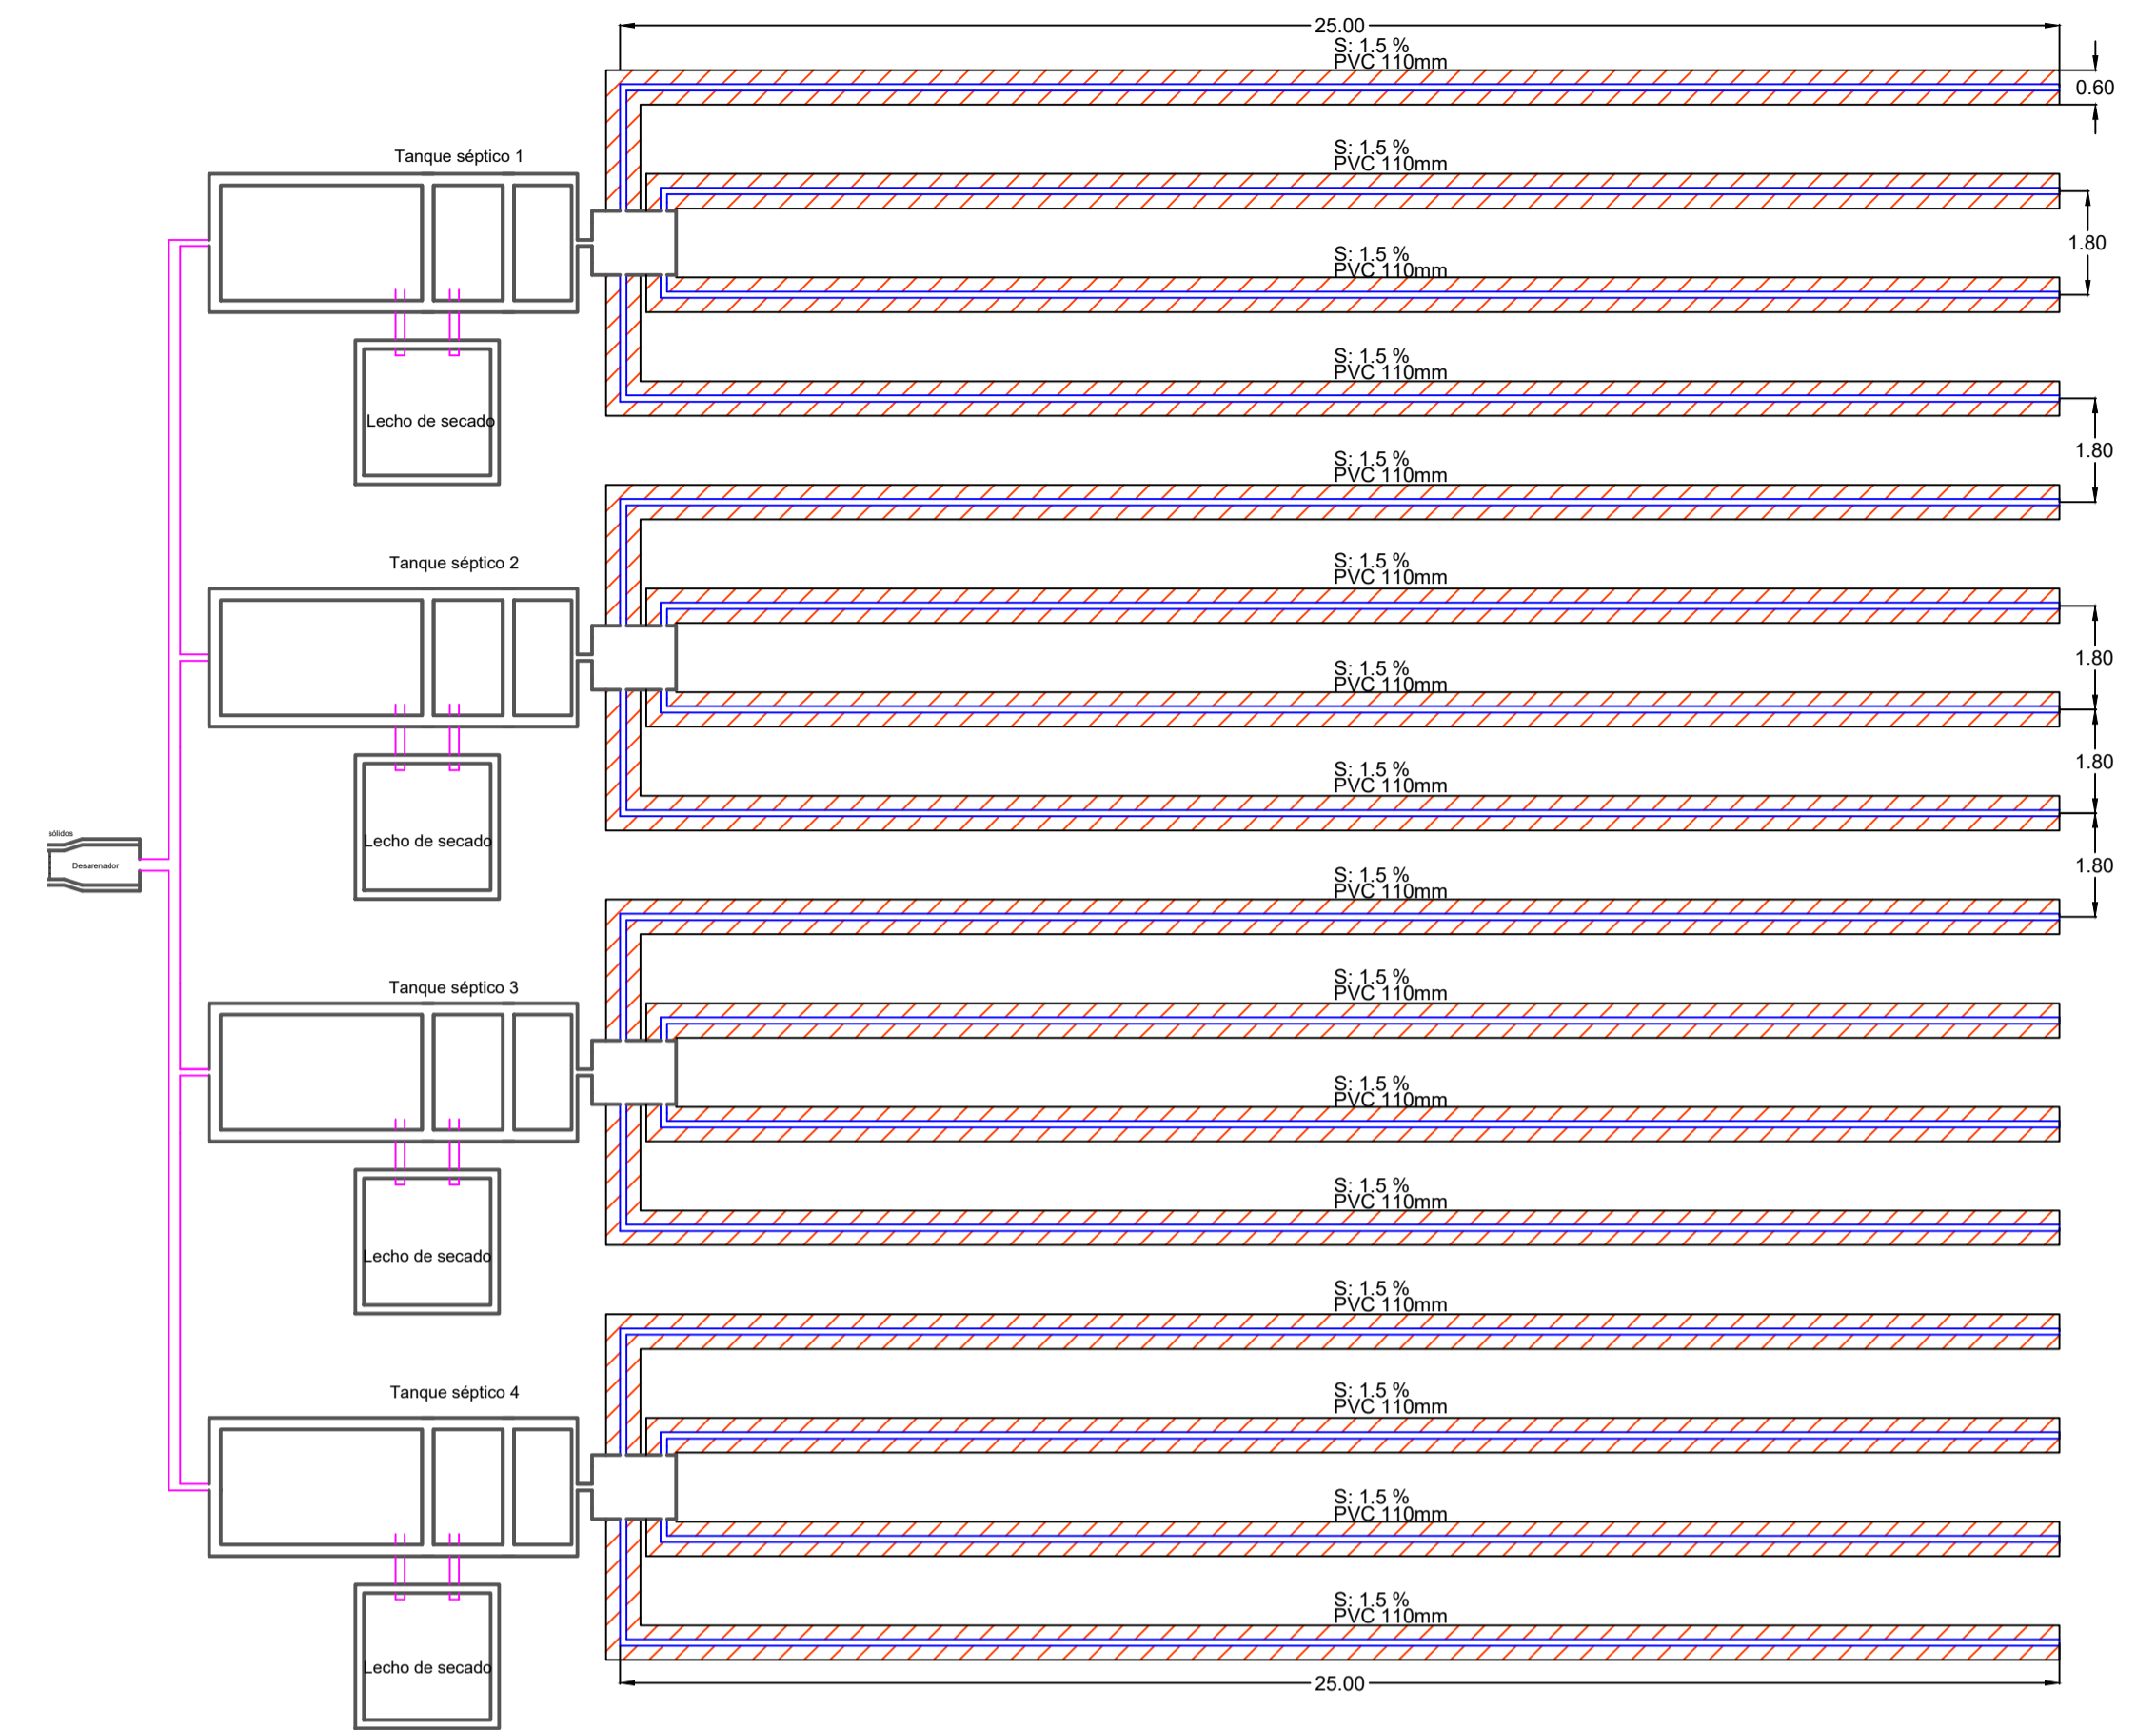 25.00
S: 1.5 %
PVC 110mm
0.60
Tanque séptico 1
S: 1.5 %
PVC 110mm
1.80
S: 1.5 %
PVC 110mm
S: 1.5 %
PVC 110mm
Lecho de secado
1.80
S: 1.5 %
PVC 110mm
Tanque séptico 2
S: 1.5 %
PVC 110mm
1.80
S: 1.5 %
PVC 110mm
1.80
S: 1.5 %
PVC 110mm
sólidos
Lecho de secado
Desarenador
1.80
S: 1.5 %
PVC 110mm
Tanque séptico 3
S: 1.5 %
PVC 110mm
S: 1.5 %
PVC 110mm
S: 1.5 %
PVC 110mm
Lecho de secado
S: 1.5 %
PVC 110mm
Tanque séptico 4
S: 1.5 %
PVC 110mm
S: 1.5 %
PVC 110mm
S: 1.5 %
PVC 110mm
Lecho de secado
25.00